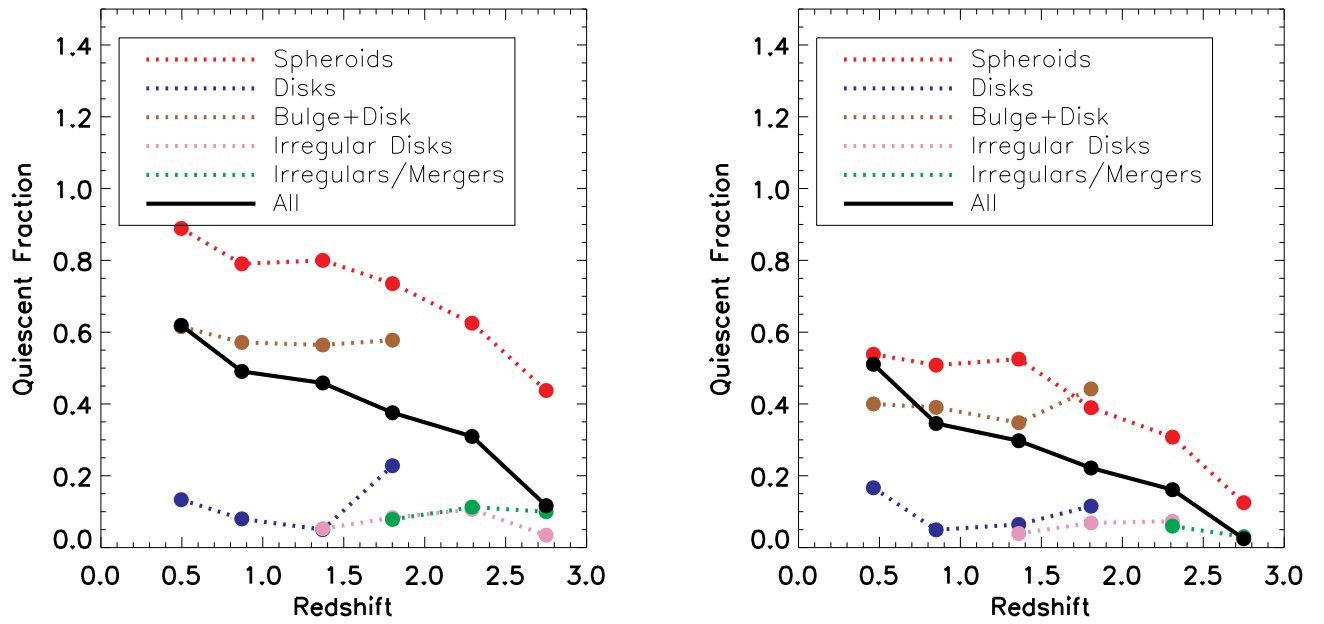 1.4
1.2
1.0
0.8
0.6
0.4
0.2
0.0
Quiescent Fraction
Spheroids
Disks
Bulge+Disk
Irregular Disks
Irregulars/Mergers
All
0.0 0.5 1.0 1.5 2.0 2.5 3.0
Redshift
1.4
1.2
1.0
0.8
0.6
0.4
0.2
0.0
Quiescent Fraction
Spheroids
Disks
Bulge+Disk
Irregular Disks
Irregulars/Mergers
All
0.0 0.5 1.0 1.5 2.0 2.5 3.0
Redshift